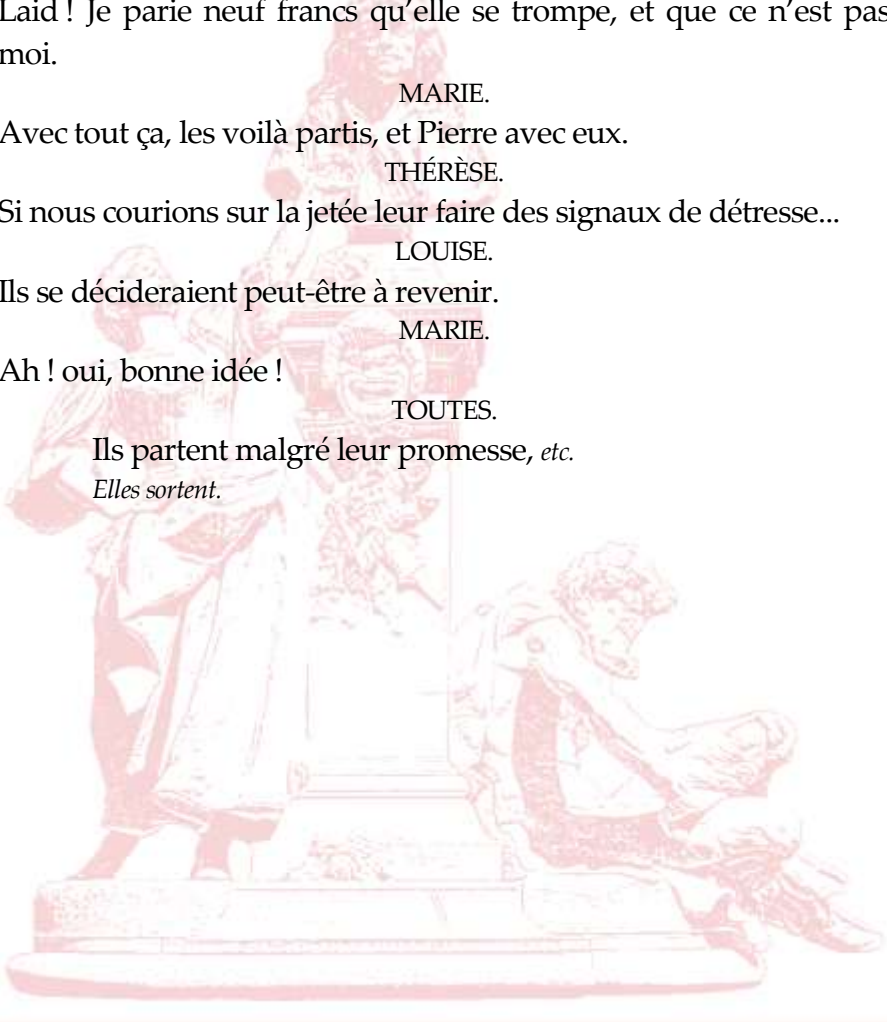 Laid ! Je parie neuf francs qu’elle se trompe, et que ce n’est pas
moi.
MARIE.
Avec tout ça, les voilà partis, et Pierre avec eux.
THÉRÈSE.
Si nous courions sur la jetée leur faire des signaux de détresse...
LOUISE.
Ils se décideraient peut-être à revenir.
MARIE.
Ah ! oui, bonne idée !
TOUTES.
Ils partent malgré leur promesse, etc.
Elles sortent.